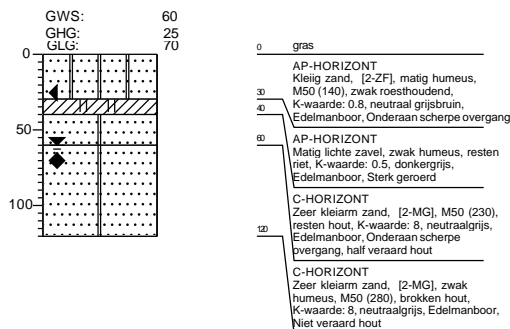 GWS: 60
GHG: 25
GLG: 70
0
50
100
0 gras
AP-HORIZONT
Kleiig zand, [2-ZF], matig humeus,
M50 (140), zwak roesthoudend,
30 K-waarde: 0.8, neutraal grijsbruin,
40 Edelmanboor, Onderaan scherpe overgang
AP-HORIZONT
60 Matig lichte zavel, zwak humeus, resten
riet, K-waarde: 0.5, donkergrijs,
Edelmanboor, Sterk geroerd
C-HORIZONT
Zeer kleiarm zand, [2-MG], M50 (230),
resten hout, K-waarde: 8, neutraalgrijs,
120 Edelmanboor, Onderaan scherpe
overgang, half veraard hout
C-HORIZONT
Zeer kleiarm zand, [2-MG], zwak
humeus, M50 (280), brokken hout,
K-waarde: 8, neutraalgrijs, Edelmanboor,
Niet veraard hout